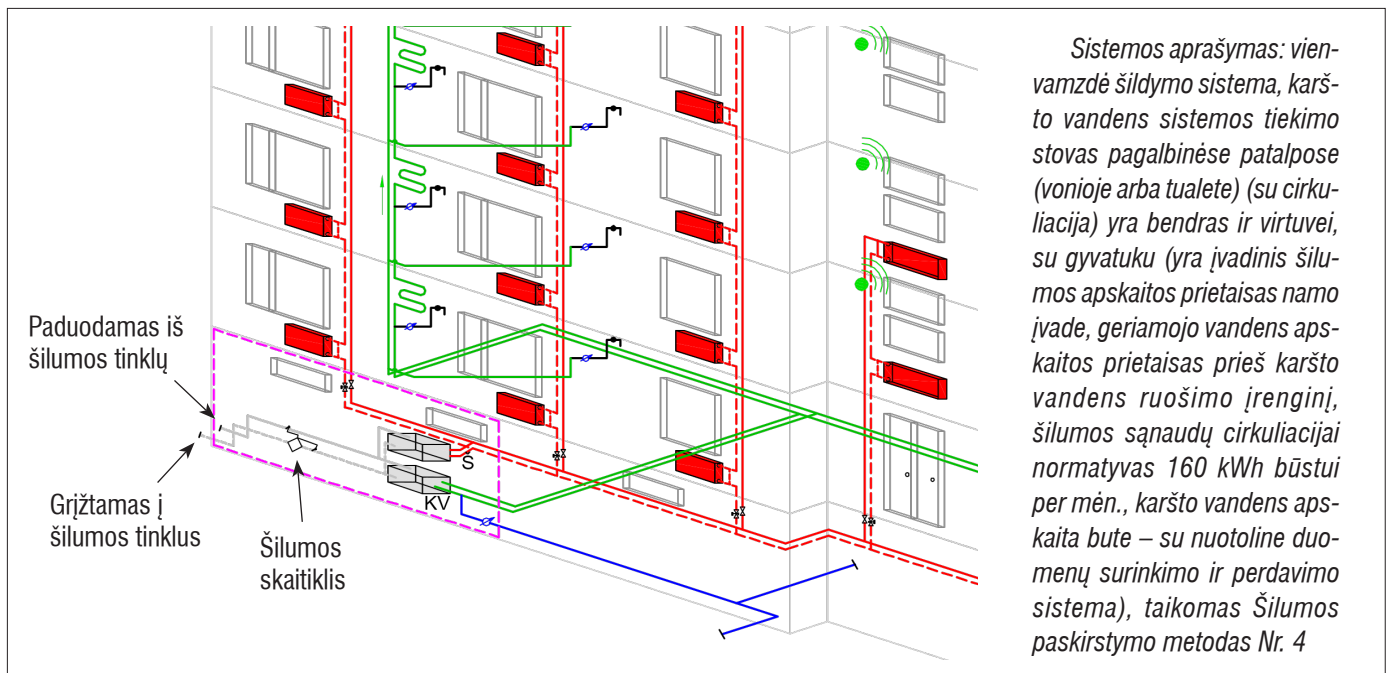 Paduodamas iš
šilumos tinklų
Grįžtamas į
šilumos tinklus
Šilumos
skaitiklis
Š
KV
Sistemos aprašymas: vien-
vamzdė šildymo sistema, karš-
to vandens sistemos tiekimo
stovas pagalbinėse patalpose
(vonioje arba tualete) (su cirku-
liacija) yra bendras ir virtuvei,
su gyvatuku (yra įvadinis šilu-
mos apskaitos prietaisas namo
įvade, geriamojo vandens aps-
kaitos prietaisas prieš karšto
vandens ruošimo įrenginį,
šilumos sąnaudų cirkuliacijai
normatyvas 160 kWh būstui
per mėn., karšto vandens aps-
kaita bute – su nuotoline duo-
menų surinkimo ir perdavimo
sistema), taikomas Šilumos
paskirstymo metodas Nr. 4